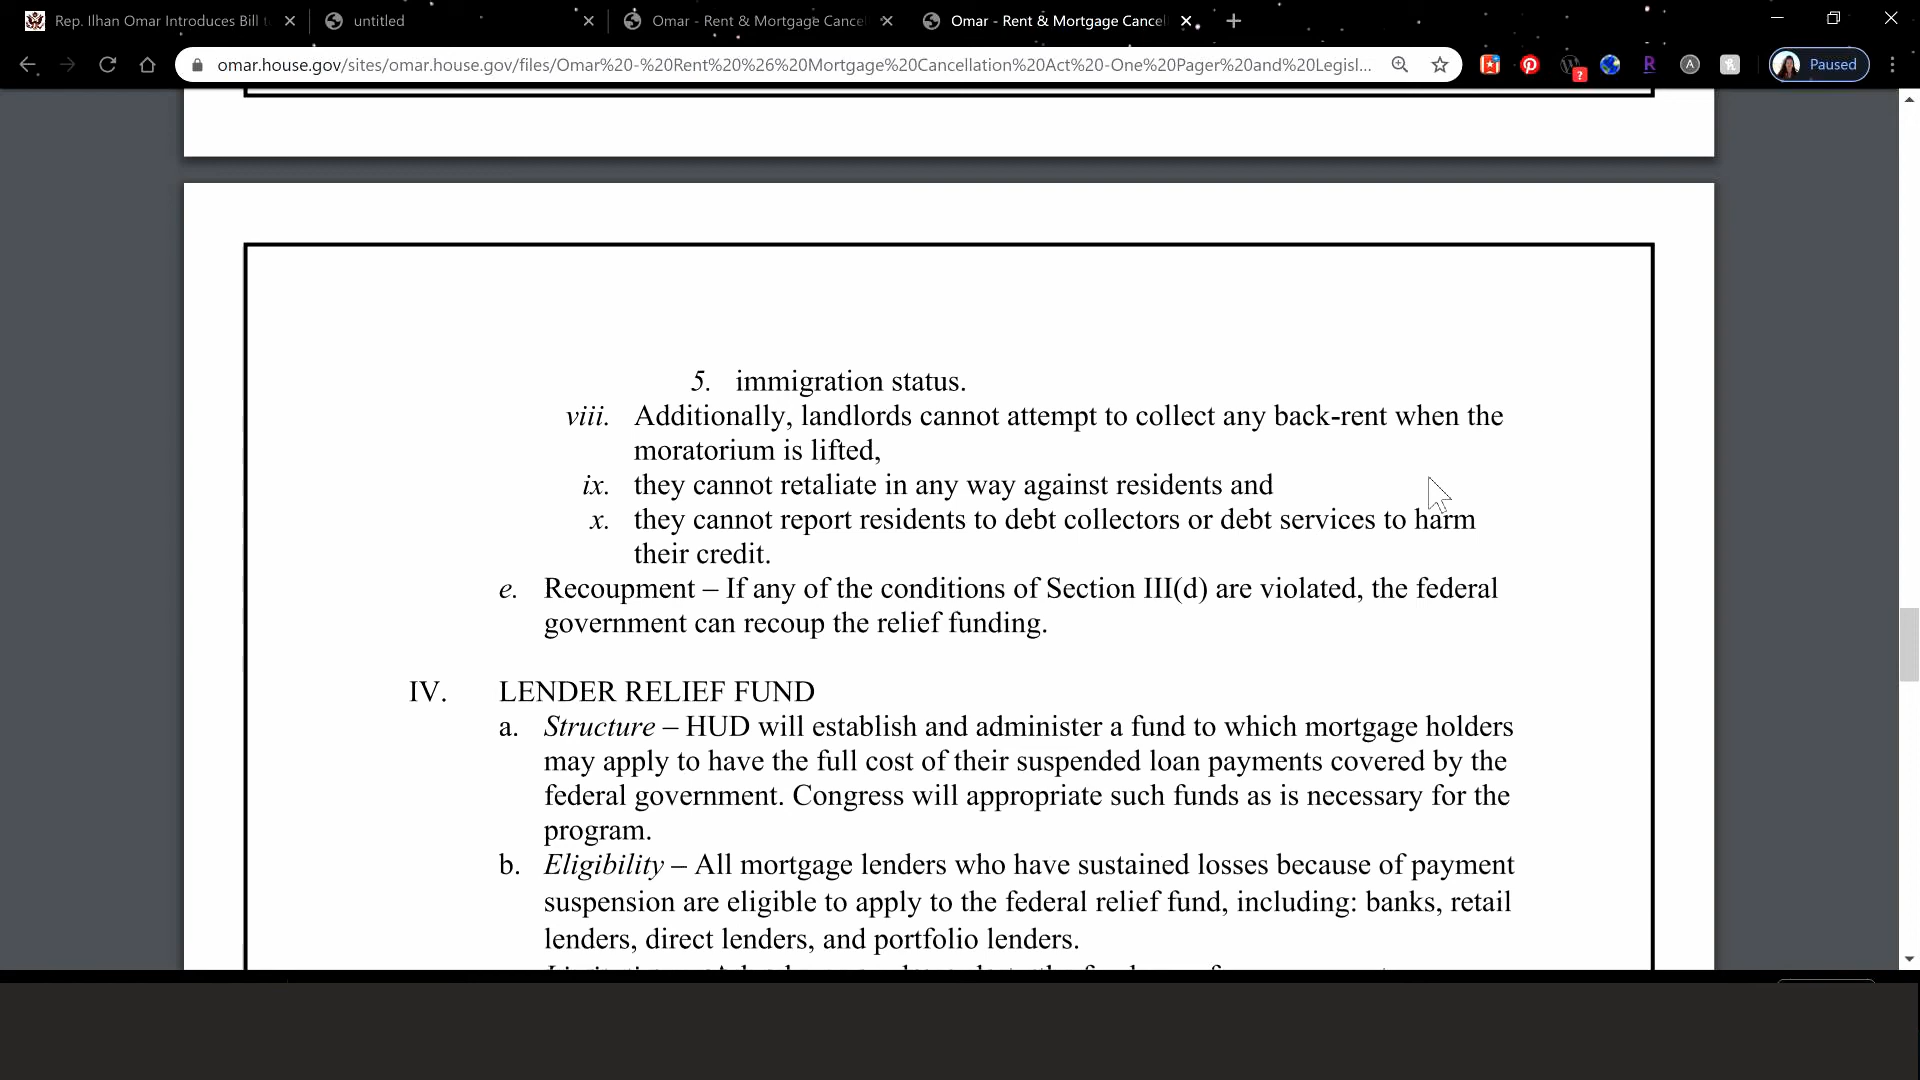 Rep. Ilhan Omar Introduces Bill t
untitled
Omar - Rent & Mortgage Cance
Omar - Rent & Mortgage Cancel
omar.house.gov/sites/omar.house.gov/files/Omar%20-%20Rent%20%26%20Mortgage%20Cancellation%20Act%20-One%20Pager%20and%20Legisl...
?
R
A
Paused
5. immigration status.
viii. Additionally, landlords cannot attempt to collect any back-rent when the
moratorium is lifted,
ix. they cannot retaliate in any way against residents and
x. they cannot report residents to debt collectors or debt services to harm
their credit.
e. Recoupment – If any of the conditions of Section III(d) are violated, the federal
government can recoup the relief funding.
IV. LENDER RELIEF FUND
a. Structure – HUD will establish and administer a fund to which mortgage holders
may apply to have the full cost of their suspended loan payments covered by the
federal government. Congress will appropriate such funds as is necessary for the
program.
b. Eligibility – All mortgage lenders who have sustained losses because of payment
suspension are eligible to apply to the federal relief fund, including: banks, retail
lenders, direct lenders, and portfolio lenders.